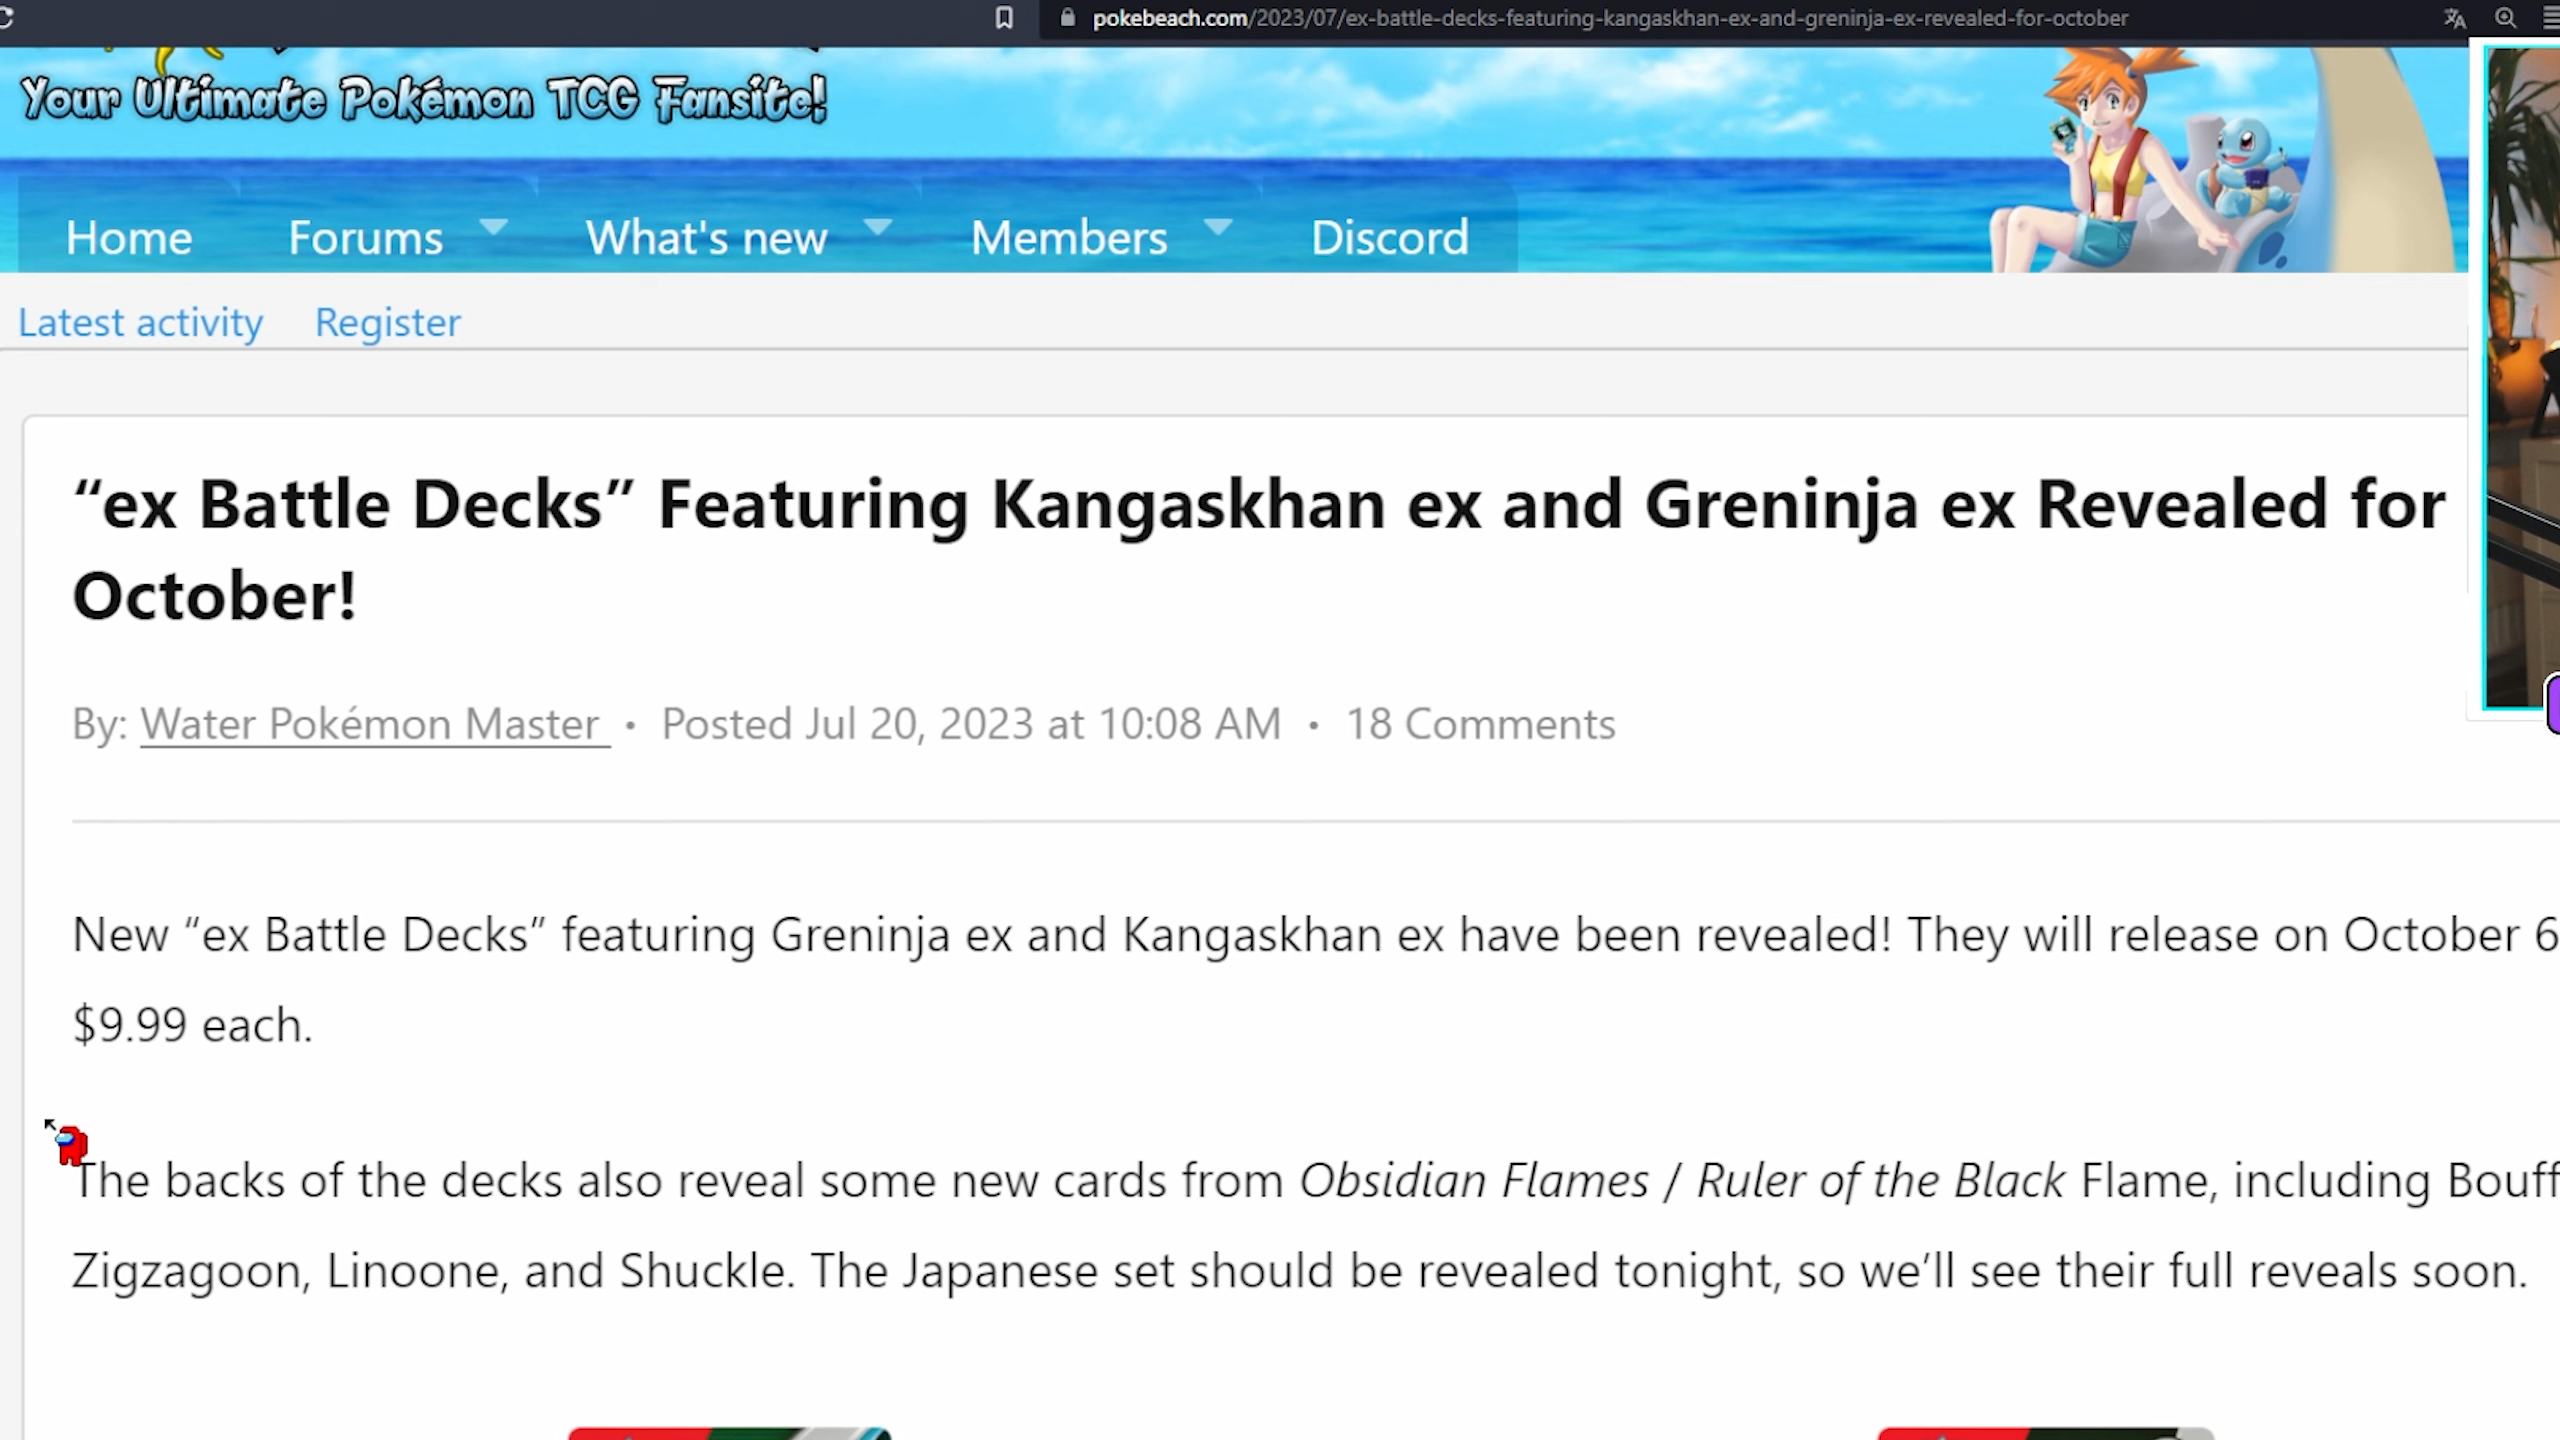 pokebeach.com/2023/07/ex-battle-decks-featuring-kangaskhan-ex-and-greninja-ex-revealed-for-october
Your Ultimate Pokémon TCG Fansite!
Home Forums What's new Members Discord
Latest activity Register
“ex Battle Decks” Featuring Kangaskhan ex and Greninja ex Revealed for
October!
By: Water Pokémon Master • Posted Jul 20, 2023 at 10:08 AM • 18 Comments
New “ex Battle Decks” featuring Greninja ex and Kangaskhan ex have been revealed! They will release on October 6
$9.99 each.
The backs of the decks also reveal some new cards from Obsidian Flames / Ruler of the Black Flame, including Bouff
Zigzagoon, Linoone, and Shuckle. The Japanese set should be revealed tonight, so we’ll see their full reveals soon.